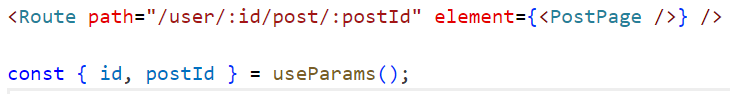 <Route path="/user/:id/post/:postId" element={<PostPage />} />
const { id, postId } = useParams();